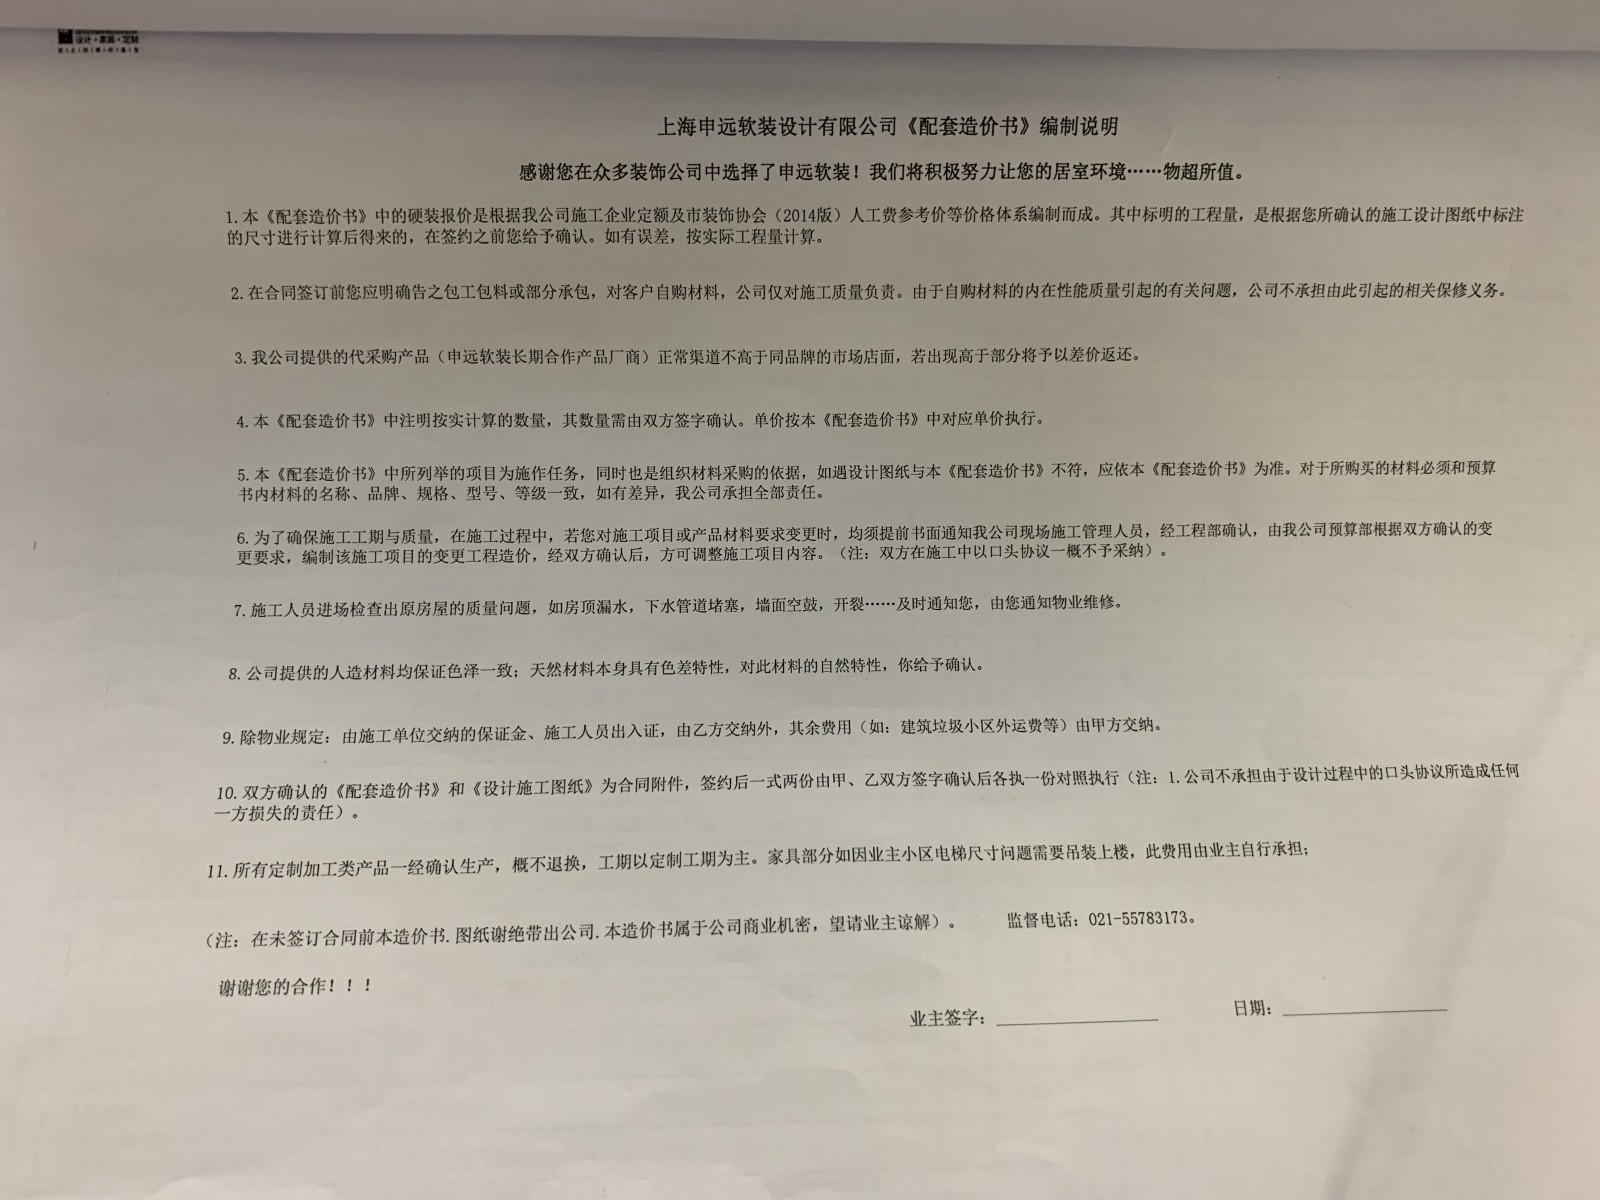 设计·家居·定制
上海申远软装设计有限公司《配套造价书》编制说明
感谢您在众多装饰公司中选择了申远软装！我们将积极努力让您的居室环境……物超所值。
1.本《配套造价书》中的硬装报价是根据我公司施工企业定额及市装饰协会（2014版）人工费参考价等价格体系编制而成。其中标明的工程量，是根据您所确认的施工设计图纸中标注
的尺寸进行计算后得来的，在签约之前您给予确认。如有误差，按实际工程量计算。
2.在合同签订前您应明确告之包工包料或部分承包，对客户自购材料，公司仅对施工质量负责。由于自购材料的内在性能质量引起的有关问题，公司不承担由此引起的相关保修义务。
3.我公司提供的代采购产品（申远软装长期合作产品厂商）正常渠道不高于同品牌的市场店面，若出现高于部分将予以差价返还。
4.本《配套造价书》中注明按实计算的数量，其数量需由双方签字确认。单价按本《配套造价书》中对应单价执行。
5.本《配套造价书》中所列举的项目为施作任务，同时也是组织材料采购的依据，如遇设计图纸与本《配套造价书》不符，应依本《配套造价书》为准。对于所购买的材料必须和预算
书内材料的名称、品牌、规格、型号、等级一致，如有差异，我公司承担全部责任。
6.为了确保施工工期与质量，在施工过程中，若您对施工项目或产品材料要求变更时，均须提前书面通知我公司现场施工管理人员，经工程部确认，由我公司预算部根据双方确认的变
更要求，编制该施工项目的变更工程造价，经双方确认后，方可调整施工项目内容。（注：双方在施工中以口头协议一概不予采纳）。
7.施工人员进场检查出原房屋的质量问题，如房顶漏水，下水管道堵塞，墙面空鼓，开裂……及时通知您，由您通知物业维修。
8.公司提供的人造材料均保证色泽一致；天然材料本身具有色差特性，对此材料的自然特性，你给予确认。
9.除物业规定：由施工单位交纳的保证金、施工人员出入证，由乙方交纳外，其余费用（如：建筑垃圾小区外运费等）由甲方交纳。
10.双方确认的《配套造价书》和《设计施工图纸》为合同附件，签约后一式两份由甲、乙双方签字确认后各执一份对照执行（注：1.公司不承担由于设计过程中的口头协议所造成任何
一方损失的责任）。
11.所有定制加工类产品一经确认生产，概不退换，工期以定制工期为主。家具部分如因业主小区电梯尺寸问题需要吊装上楼，此费用由业主自行承担；
（注：在未签订合同前本造价书.图纸谢绝带出公司.本造价书属于公司商业机密，望请业主谅解）。 监督电话：021-55783173。
谢谢您的合作！！！
业主签字：__________ 日期：__________